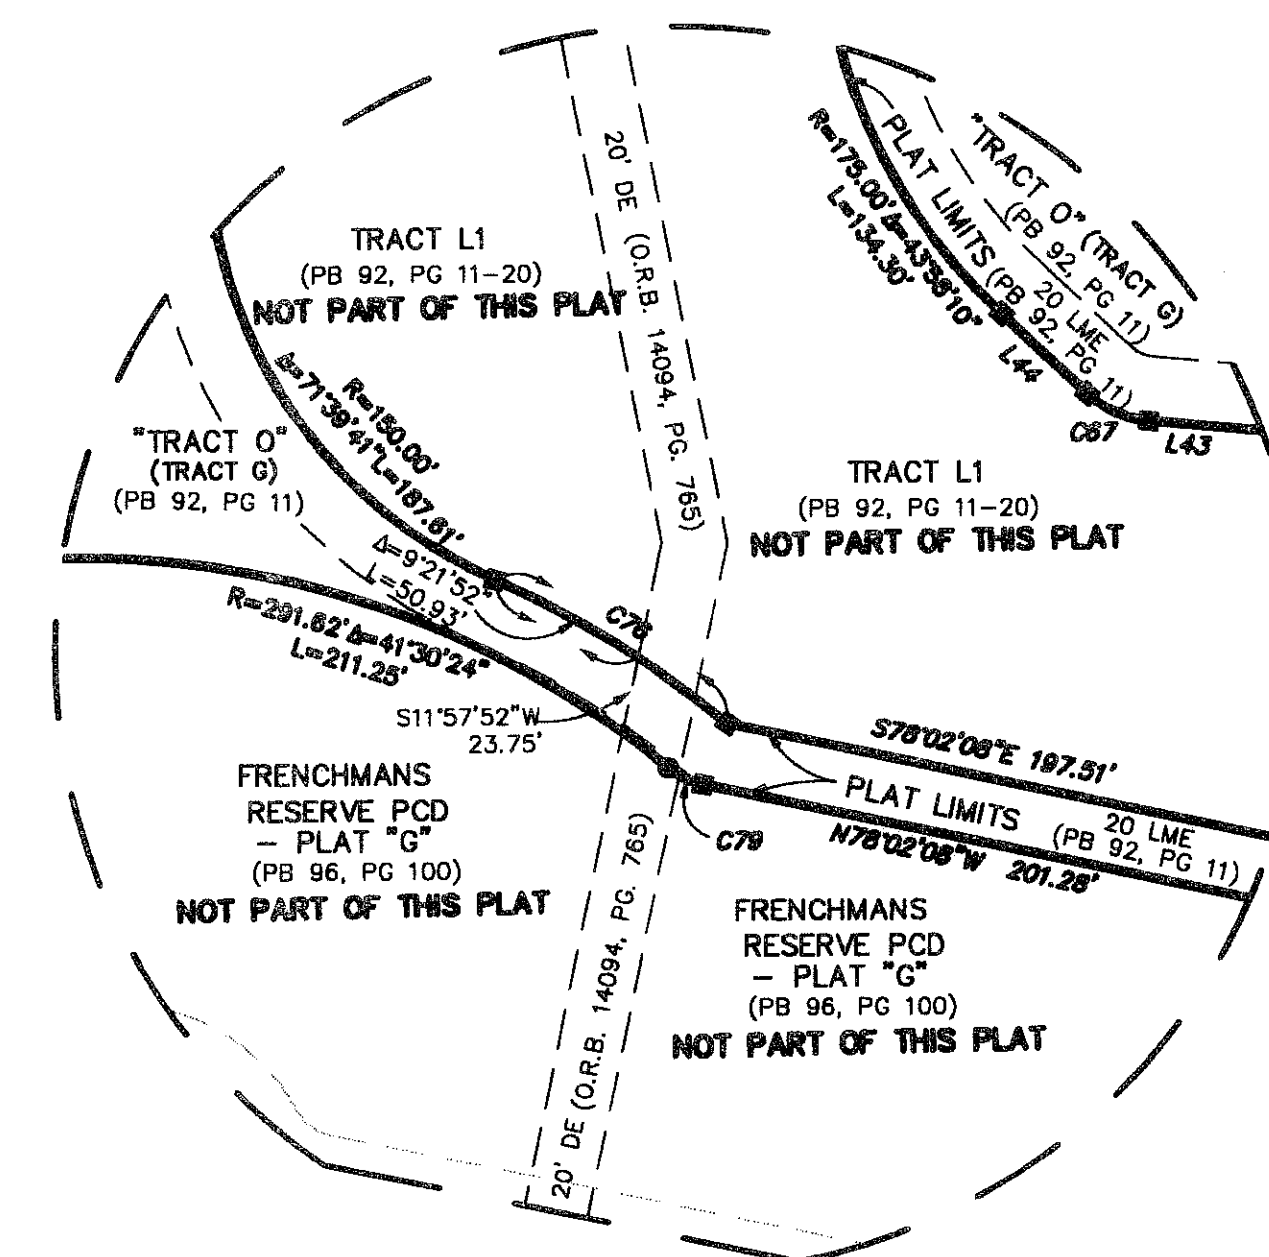 TRACT L1
(PB 92, PG 11-20)
NOT PART OF THIS PLAT
20' DE (O.R.B. 14094, PG. 765)
PLAT LIMITS
R=175.00' Δ=43°58'10"
L=134.30'
"TRACT O" (TRACT G)
(PB 92, PG 11)
20 LME
(PB 92, PG 11)
L44
C67
L43
"TRACT O"
(TRACT G)
(PB 92, PG 11)
R=150.00'
Δ=71°39'41" L=187.61'
Δ=9°21'52"
L=50.93'
R=291.62' Δ=41°30'24"
L=211.25'
TRACT L1
(PB 92, PG 11-20)
NOT PART OF THIS PLAT
S11°57'52"W
23.75'
S78°02'08"E 197.51'
PLAT LIMITS
20 LME
(PB 92, PG 11)
N78°02'08"W 201.28'
C79
FRENCHMANS
RESERVE PCD
- PLAT "G"
(PB 96, PG 100)
NOT PART OF THIS PLAT
20' DE (O.R.B. 14094, PG. 765)
FRENCHMANS
RESERVE PCD
- PLAT "G"
(PB 96, PG 100)
NOT PART OF THIS PLAT